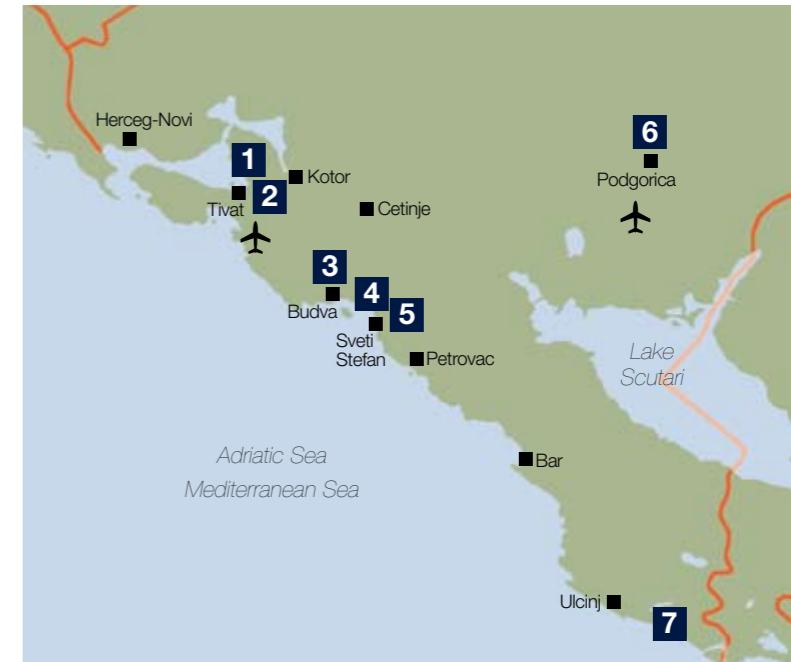 Herceg-Novi
1
6
Kotor
Podgorica
2
Tivat
Cetinje
3
4
Budva
5
Sveti
Stefan
Petrovac
Lake
Scutari
Adriatic Sea
Mediterranean Sea
Bar
Ulcinj
7